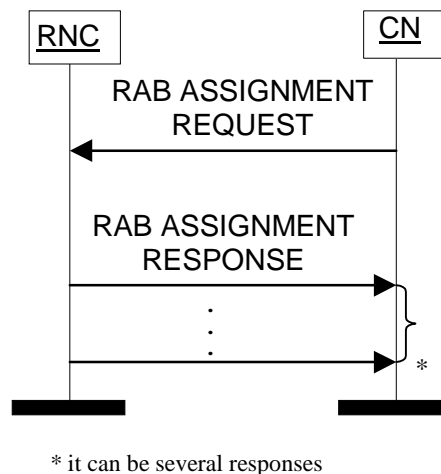 RNC
CN
RAB ASSIGNMENT
REQUEST
RAB ASSIGNMENT
RESPONSE
*
* it can be several responses